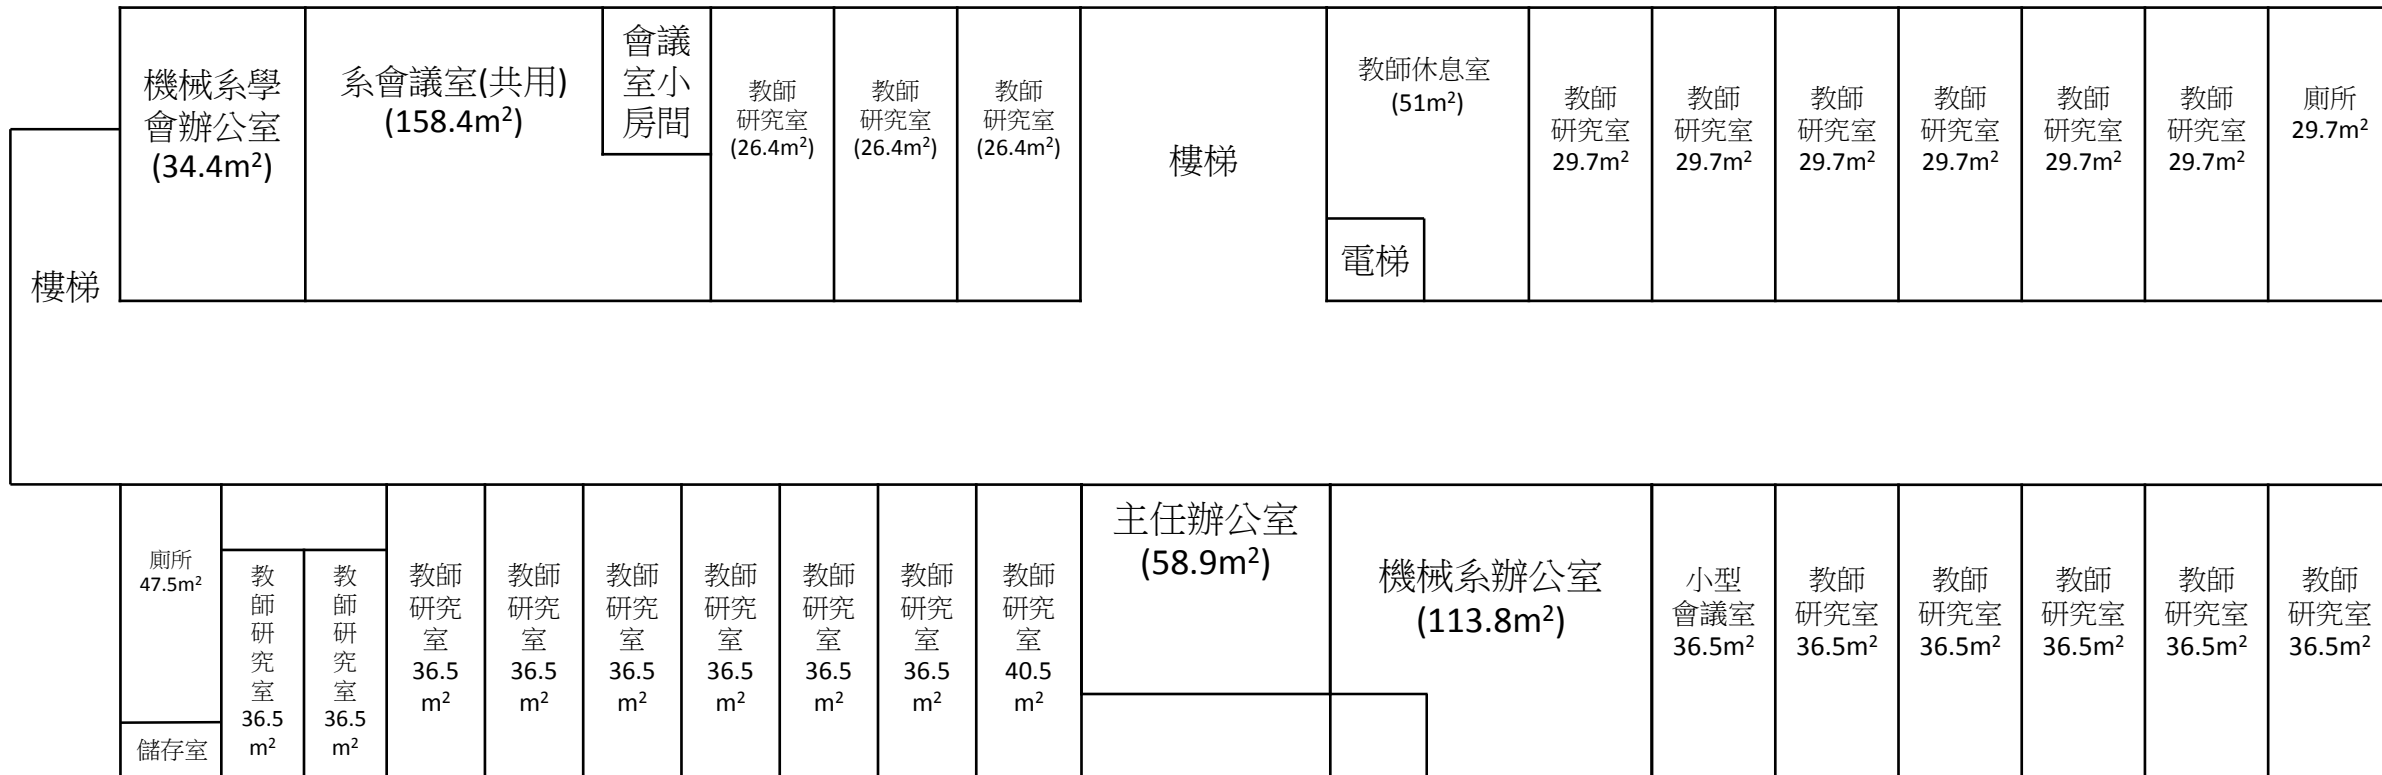 機械系學
會辦公室
(34.4m²)
系會議室(共用)
(158.4m²)
會議
室小
房間
教師
研究室
(26.4m²)
教師
研究室
(26.4m²)
教師
研究室
(26.4m²)
樓梯
教師休息室
(51m²)
電梯
教師
研究室
29.7m²
教師
研究室
29.7m²
教師
研究室
29.7m²
教師
研究室
29.7m²
教師
研究室
29.7m²
教師
研究室
29.7m²
廁所
29.7m²
樓梯
廁所
47.5m²
儲存室
教
師
研
究
室
36.5
m²
教
師
研
究
室
36.5
m²
教師
研究
室
36.5
m²
教師
研究
室
36.5
m²
教師
研究
室
36.5
m²
教師
研究
室
36.5
m²
教師
研究
室
36.5
m²
教師
研究
室
36.5
m²
教師
研究
室
40.5
m²
主任辦公室
(58.9m²)
機械系辦公室
(113.8m²)
小型
會議室
36.5m²
教師
研究室
36.5m²
教師
研究室
36.5m²
教師
研究室
36.5m²
教師
研究室
36.5m²
教師
研究室
36.5m²